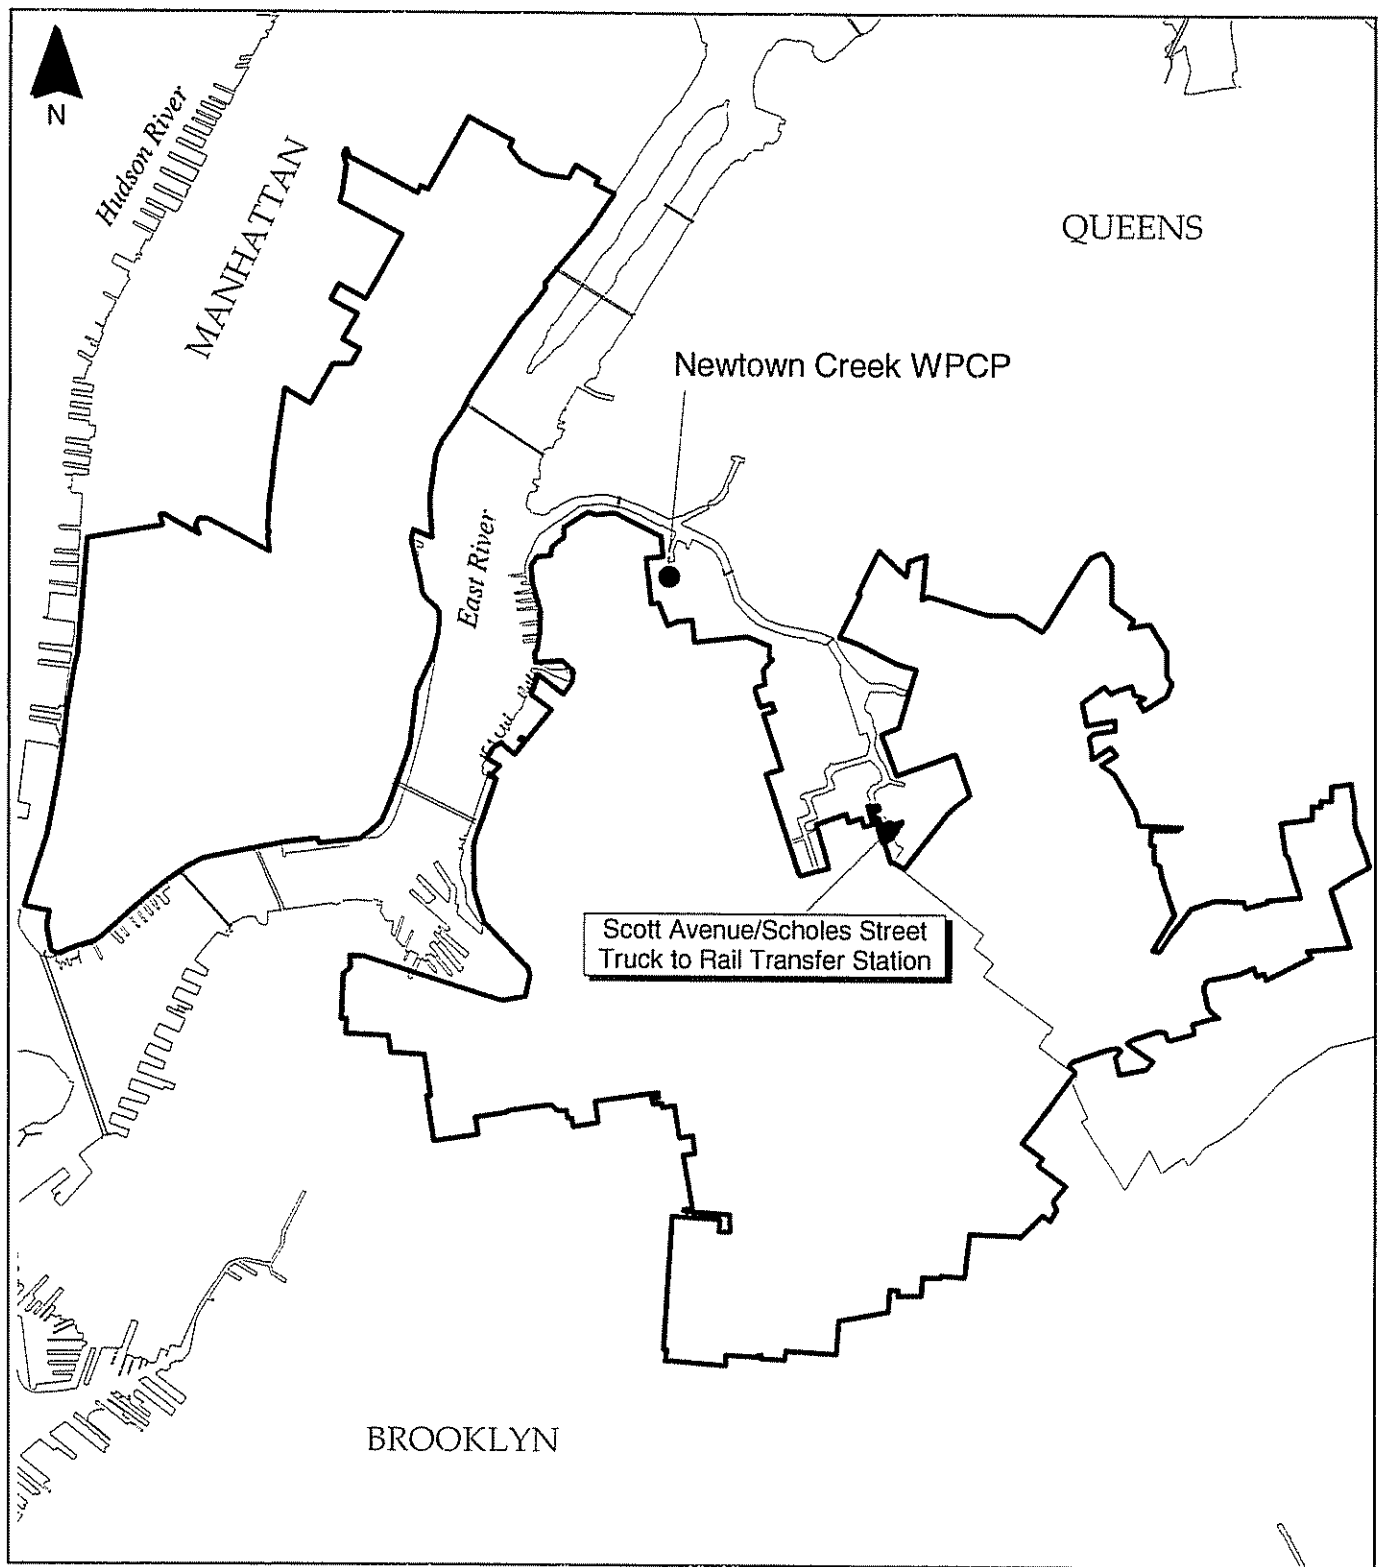 N
Hudson River
MANHATTAN
QUEENS
Newtown Creek WPCP
East River
Scott Avenue/Scholes Street
Truck to Rail Transfer Station
BROOKLYN